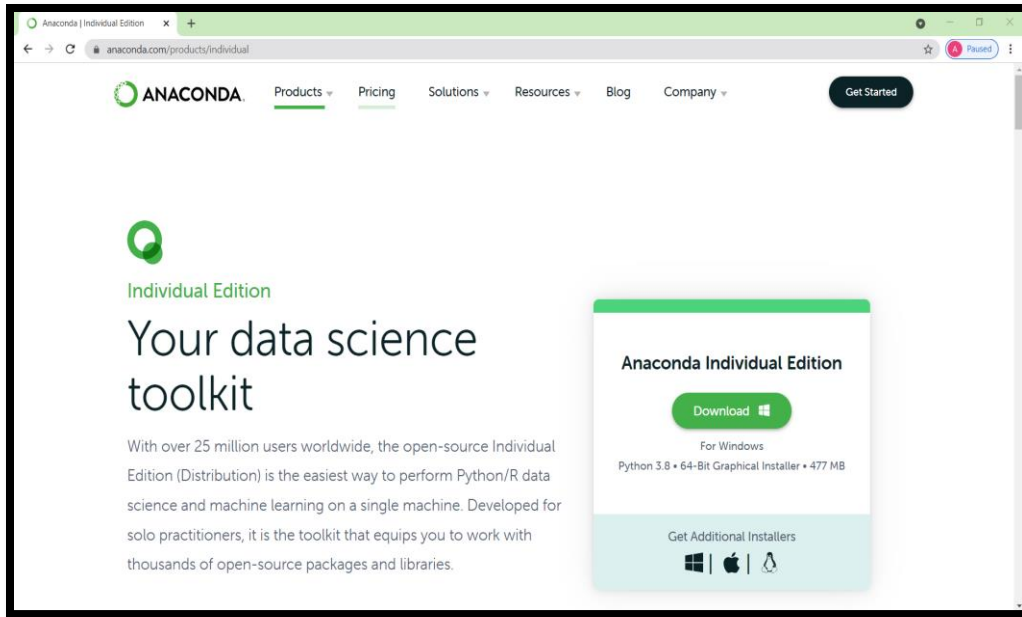 Anaconda | Individual Edition
anaconda.com/products/individual
A Paused
ANACONDA.
Products Pricing Solutions Resources Blog Company Get Started
Individual Edition
Your data science
toolkit
With over 25 million users worldwide, the open-source Individual
Edition (Distribution) is the easiest way to perform Python/R data
science and machine learning on a single machine. Developed for
solo practitioners, it is the toolkit that equips you to work with
thousands of open-source packages and libraries.
Anaconda Individual Edition
Download
For Windows
Python 3.8 • 64-Bit Graphical Installer • 477 MB
Get Additional Installers